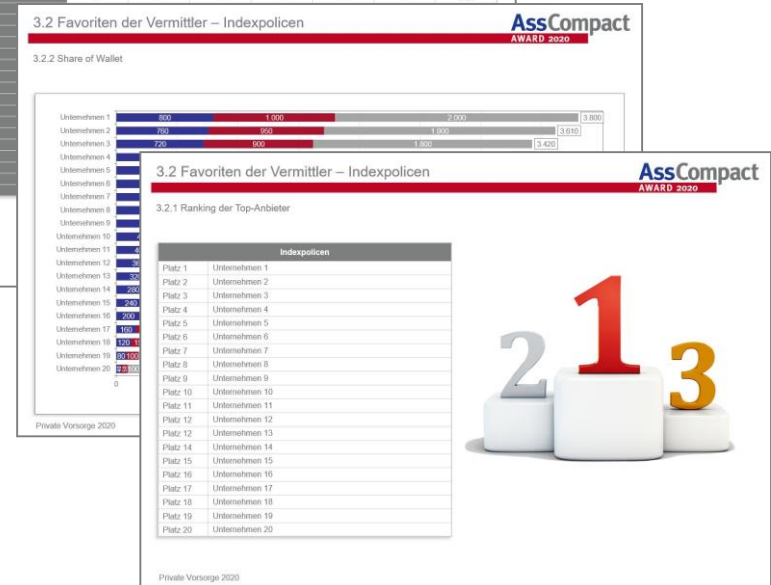 3.2 Favoriten der Vermittler – Indexpolicen
AssCompact
AWARD 2020
3.2.2 Share of Wallet
Unternehmen 1 800 1 000 2.000 3.800
Unternehmen 2 760 950 1.900 3.610
Unternehmen 3 720 900 1.800 3.420
Unternehmen 4
Unternehmen 5
Unternehmen 6
Unternehmen 7
Unternehmen 8
Unternehmen 9
Unternehmen 10
Unternehmen 11
Unternehmen 12
Unternehmen 13
Unternehmen 14 280
Unternehmen 15 240
Unternehmen 16 200
Unternehmen 17 160
Unternehmen 18 120
Unternehmen 19 80 100
Unternehmen 20
0
Private Vorsorge 2020
3.2 Favoriten der Vermittler – Indexpolicen
AssCompact
AWARD 2020
3.2.1 Ranking der Top-Anbieter
Indexpolicen
Platz 1 Unternehmen 1
Platz 2 Unternehmen 2
Platz 3 Unternehmen 3
Platz 4 Unternehmen 4
Platz 5 Unternehmen 5
Platz 6 Unternehmen 6
Platz 7 Unternehmen 7
Platz 8 Unternehmen 8
Platz 9 Unternehmen 9
Platz 10 Unternehmen 10
Platz 11 Unternehmen 11
Platz 12 Unternehmen 12
Platz 12 Unternehmen 13
Platz 14 Unternehmen 14
Platz 15 Unternehmen 15
Platz 16 Unternehmen 16
Platz 17 Unternehmen 17
Platz 18 Unternehmen 18
Platz 19 Unternehmen 19
Platz 20 Unternehmen 20
2 1 3
Private Vorsorge 2020